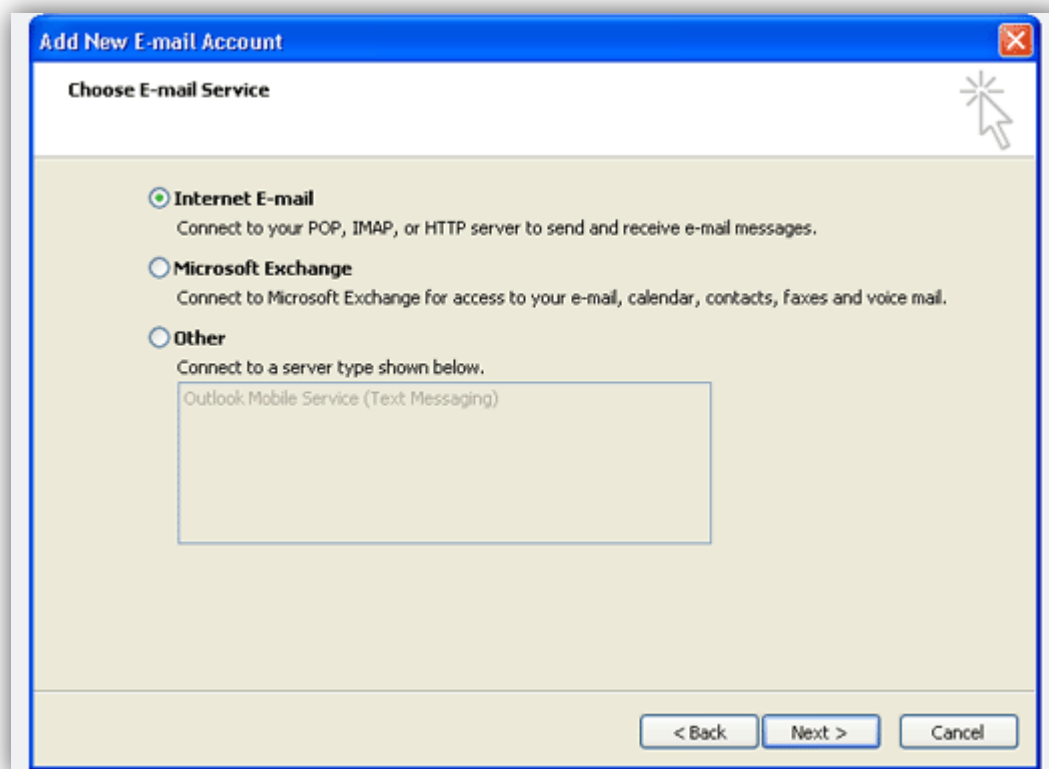 Add New E-mail Account
Choose E-mail Service
Internet E-mail
Connect to your POP, IMAP, or HTTP server to send and receive e-mail messages.
Microsoft Exchange
Connect to Microsoft Exchange for access to your e-mail, calendar, contacts, faxes and voice mail.
Other
Connect to a server type shown below.
Outlook Mobile Service (Text Messaging)
< Back Next > Cancel